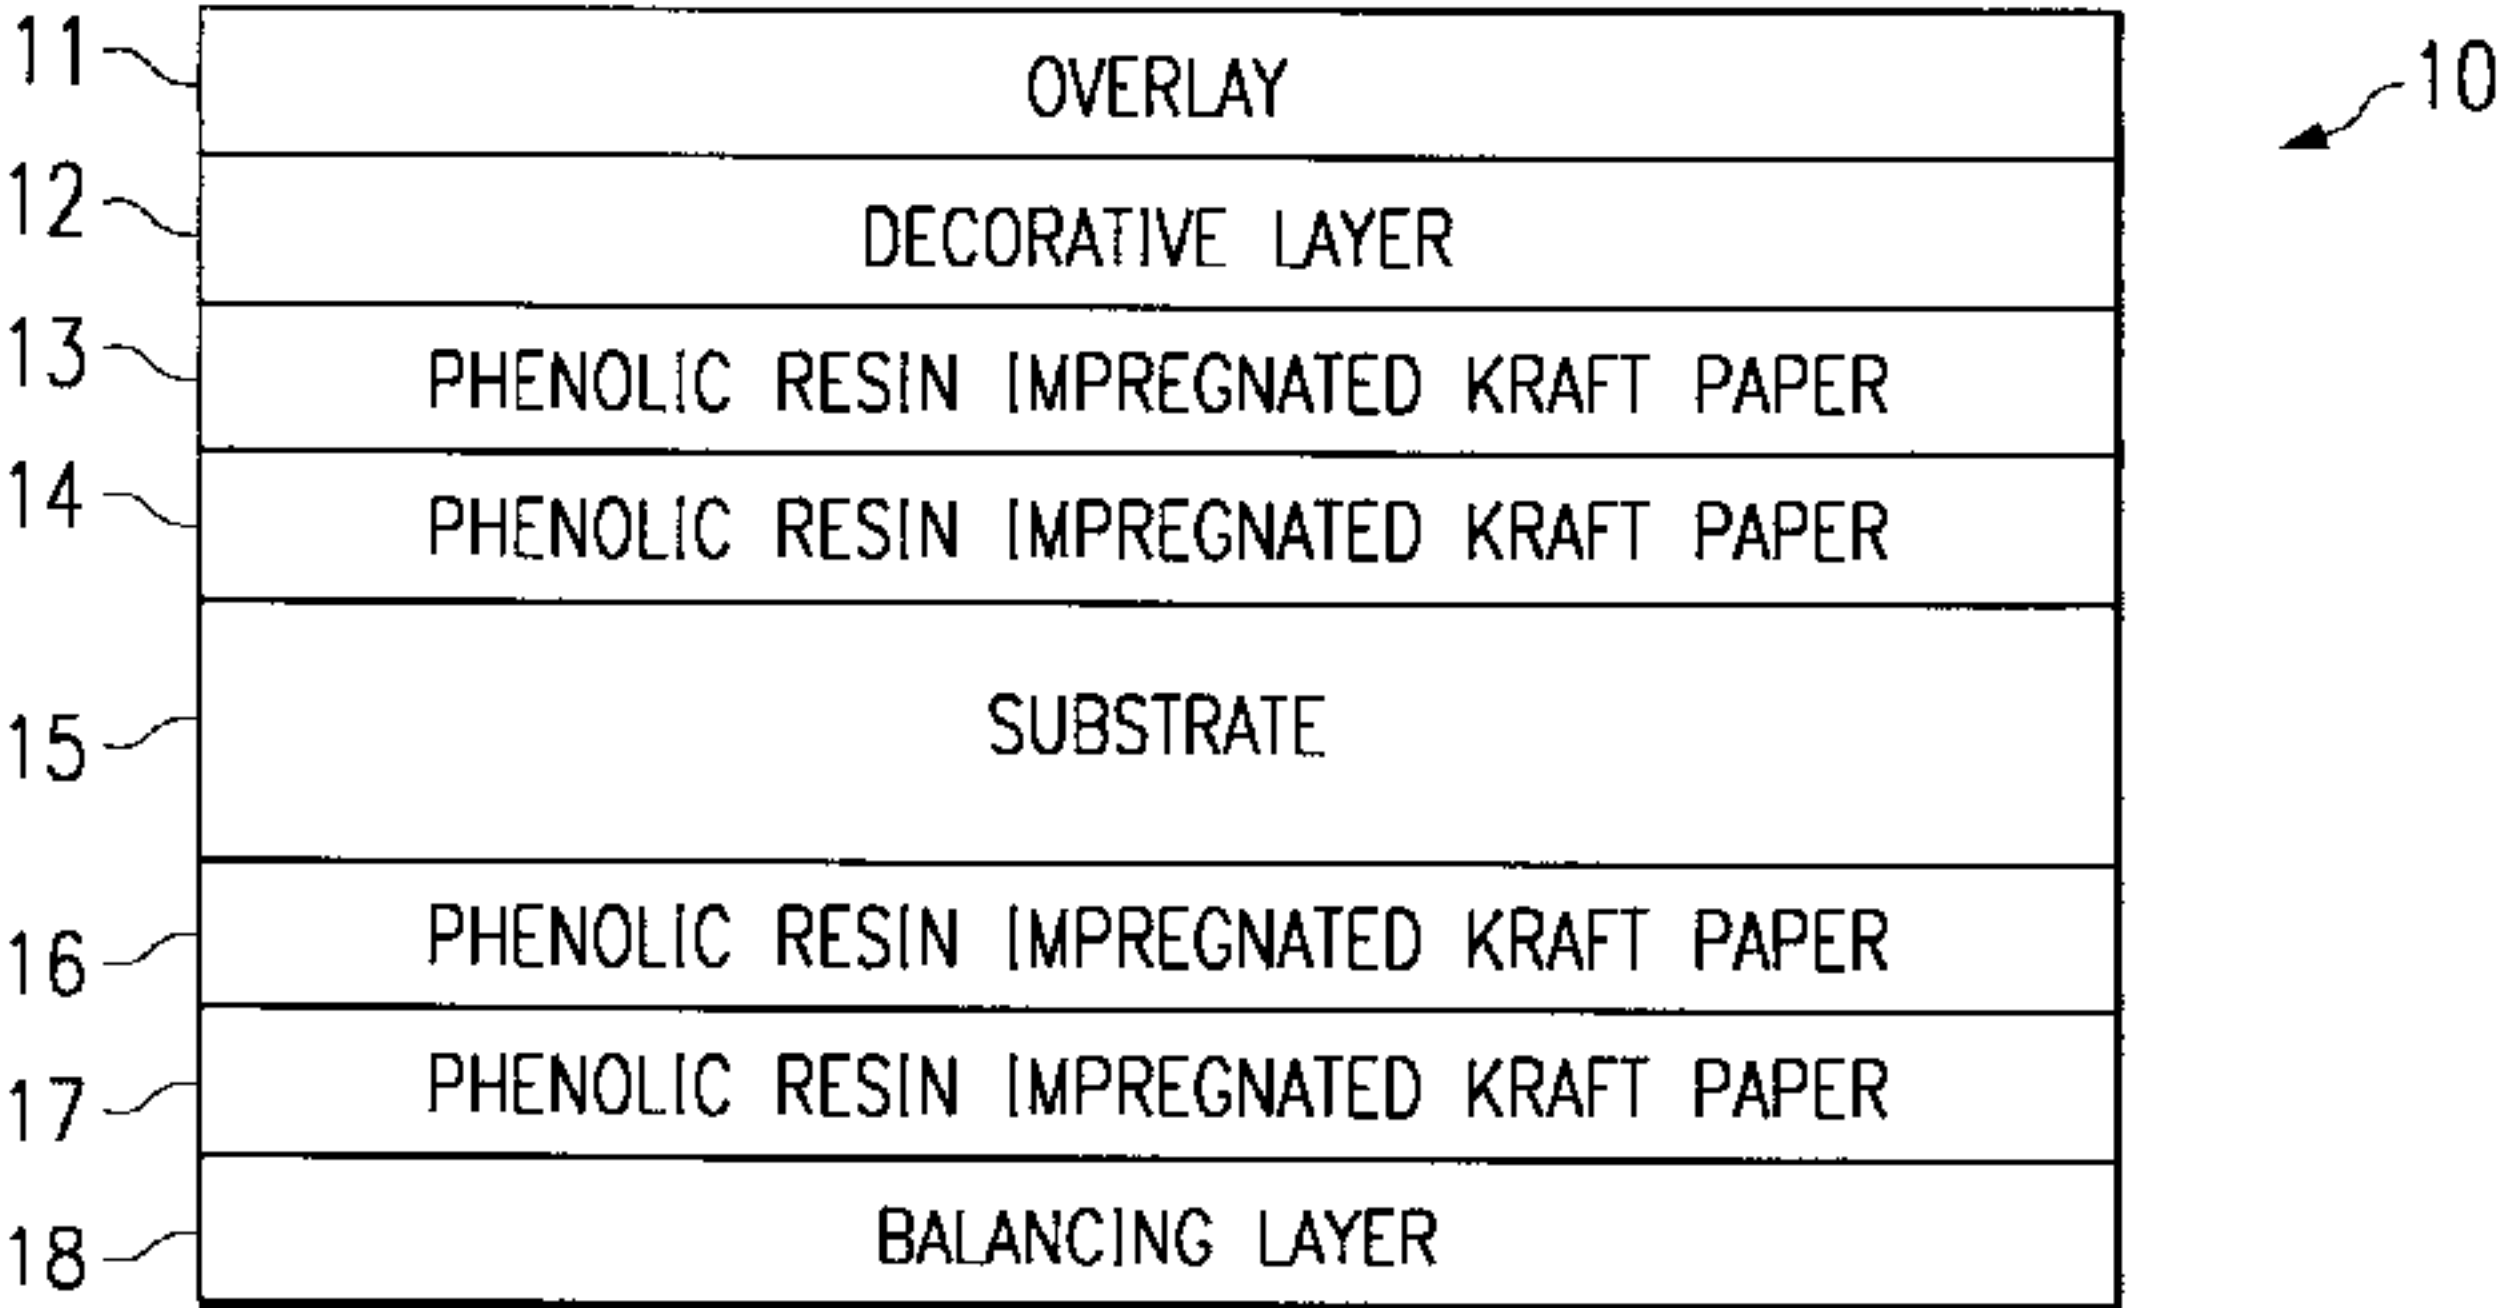 11 OVERLAY
10
12 DECORATIVE LAYER
13 PHENOLIC RESIN IMPREGNATED KRAFT PAPER
14 PHENOLIC RESIN IMPREGNATED KRAFT PAPER
15 SUBSTRATE
16 PHENOLIC RESIN IMPREGNATED KRAFT PAPER
17 PHENOLIC RESIN IMPREGNATED KRAFT PAPER
18 BALANCING LAYER